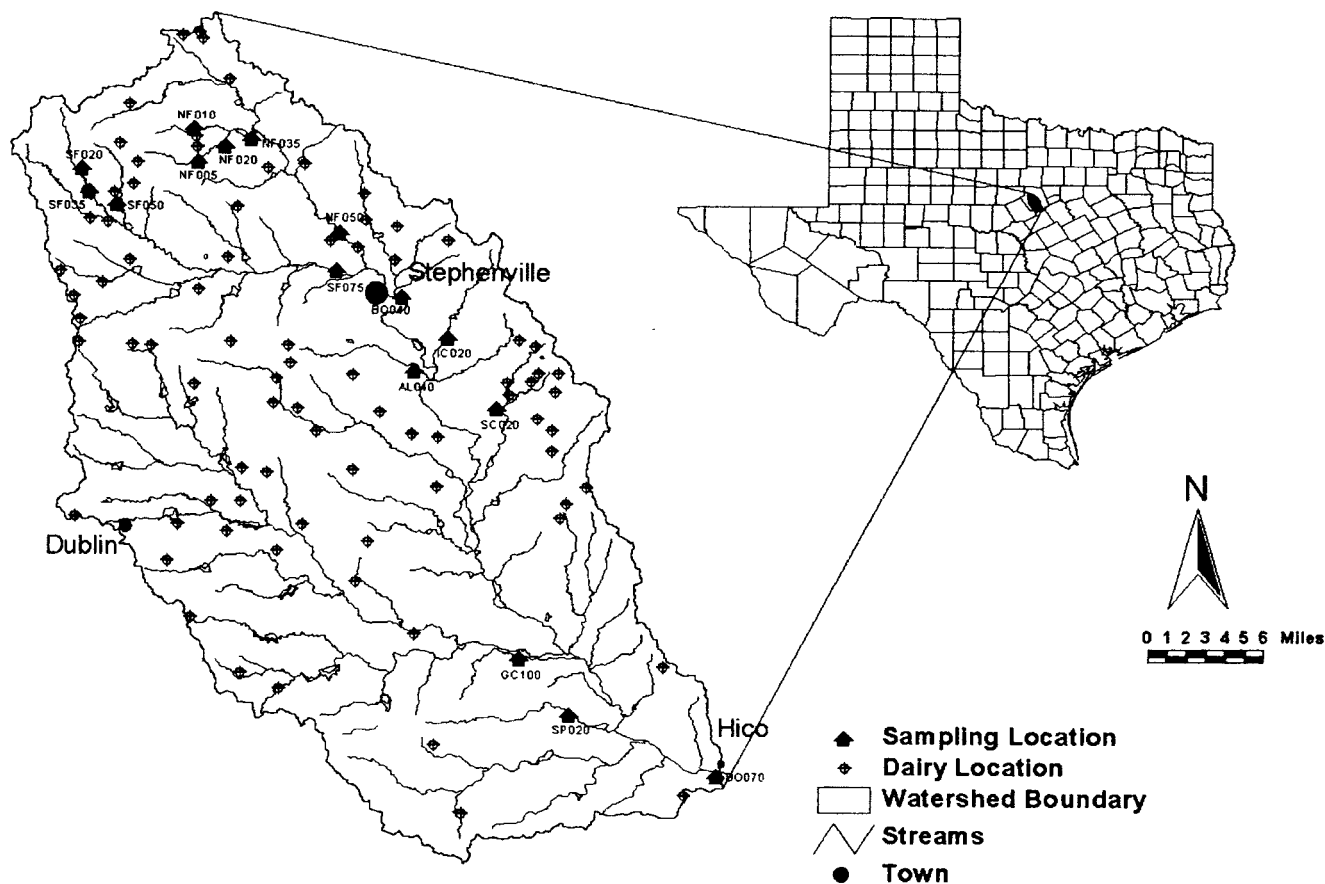 NF010
NF035
NF020
NF005
SF020
SF035
SF050
NF050
Stephenville
SF075
BO040
IC020
AL040
SC020
Dublin
GC100
SP020
Hico
BO070
N
0 1 2 3 4 5 6 Miles
Sampling Location
Dairy Location
Watershed Boundary
Streams
Town